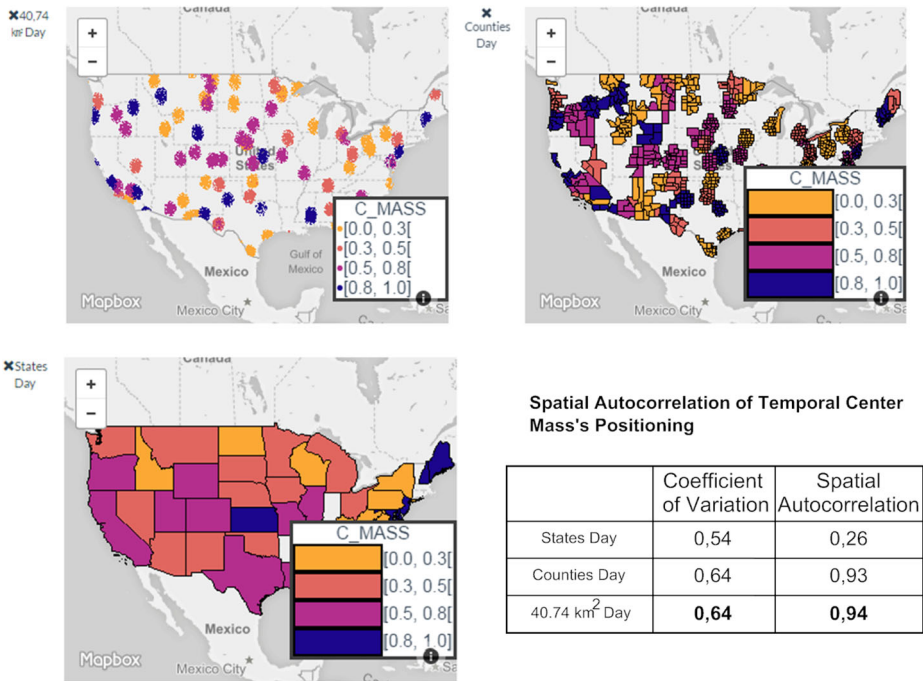 ✖40,74
km² Day
+
−
Canada
United
States
Gulf of
Mexico
Mexico
Mexico City
Mapbox
C_MASS
[0.0, 0.3[
[0.3, 0.5[
[0.5, 0.8[
[0.8, 1.0]
i
✖
Counties
Day
+
−
Canada
United
States
Mexico
Mexico City
Mapbox
C_MASS
[0.0, 0.3[
[0.3, 0.5[
[0.5, 0.8[
[0.8, 1.0]
i
✖States
Day
+
−
Canada
Mexico
Mexico City
Mapbox
C_MASS
[0.0, 0.3[
[0.3, 0.5[
[0.5, 0.8[
[0.8, 1.0]
i
Spatial Autocorrelation of Temporal Center
Mass's Positioning
Coefficient of Variation Spatial Autocorrelation
States Day 0,54 0,26
Counties Day 0,64 0,93
40.74 km² Day 0,64 0,94